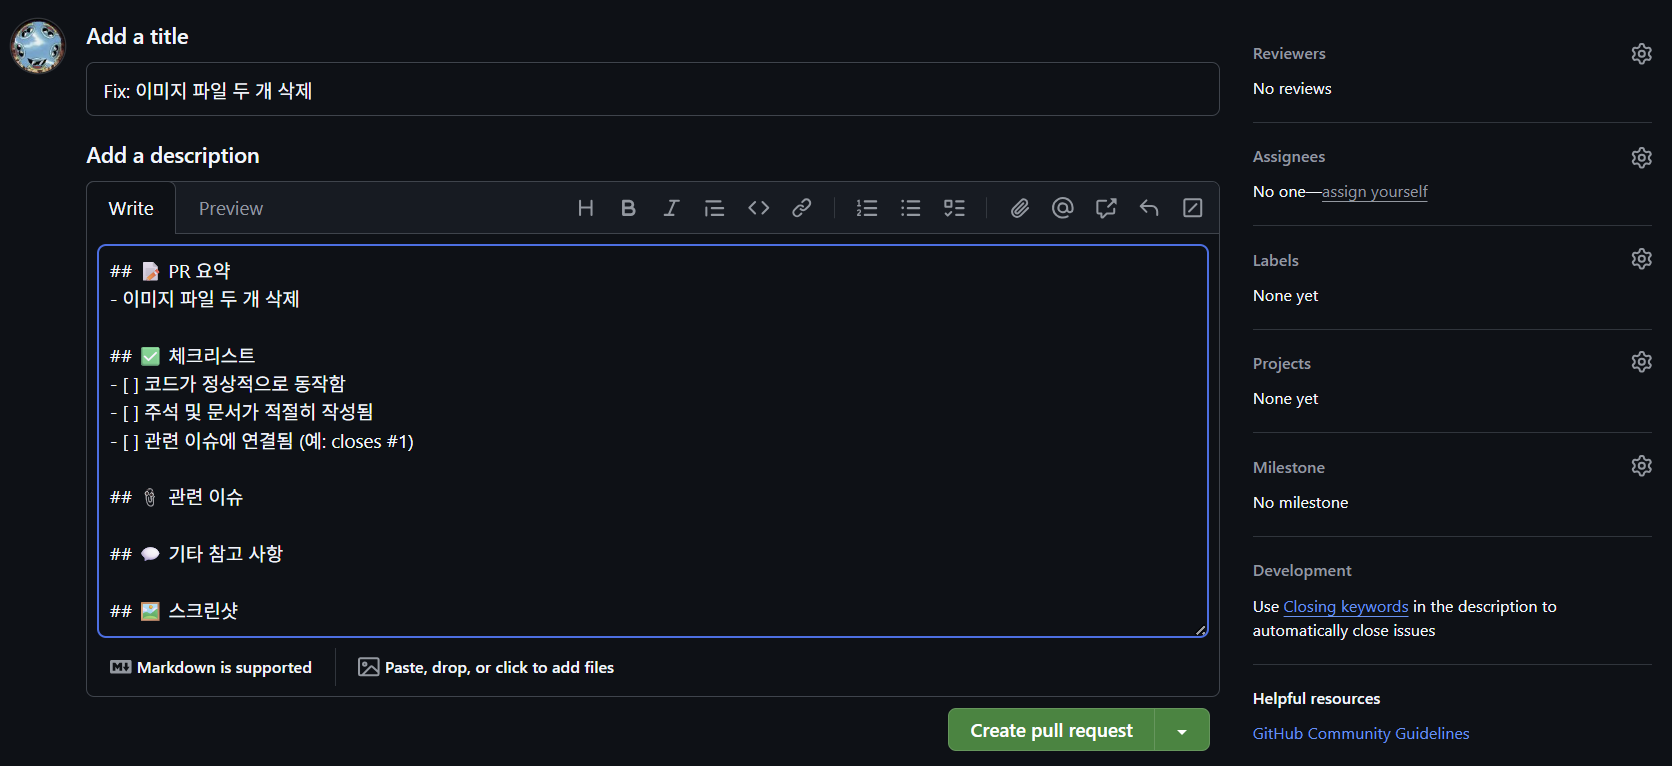 Add a title
Fix: 이미지 파일 두 개 삭제
Add a description
Write
Preview
## 📝 PR 요약
- 이미지 파일 두 개 삭제
## ✅ 체크리스트
- [ ] 코드가 정상적으로 동작함
- [ ] 주석 및 문서가 적절히 작성됨
- [ ] 관련 이슈에 연결됨 (예: closes #1)
## 📎 관련 이슈
## 💬 기타 참고 사항
## 🖼️ 스크린샷
Markdown is supported
Paste, drop, or click to add files
Create pull request
Reviewers
No reviews
Assignees
No one—assign yourself
Labels
None yet
Projects
None yet
Milestone
No milestone
Development
Use Closing keywords in the description to
automatically close issues
Helpful resources
GitHub Community Guidelines